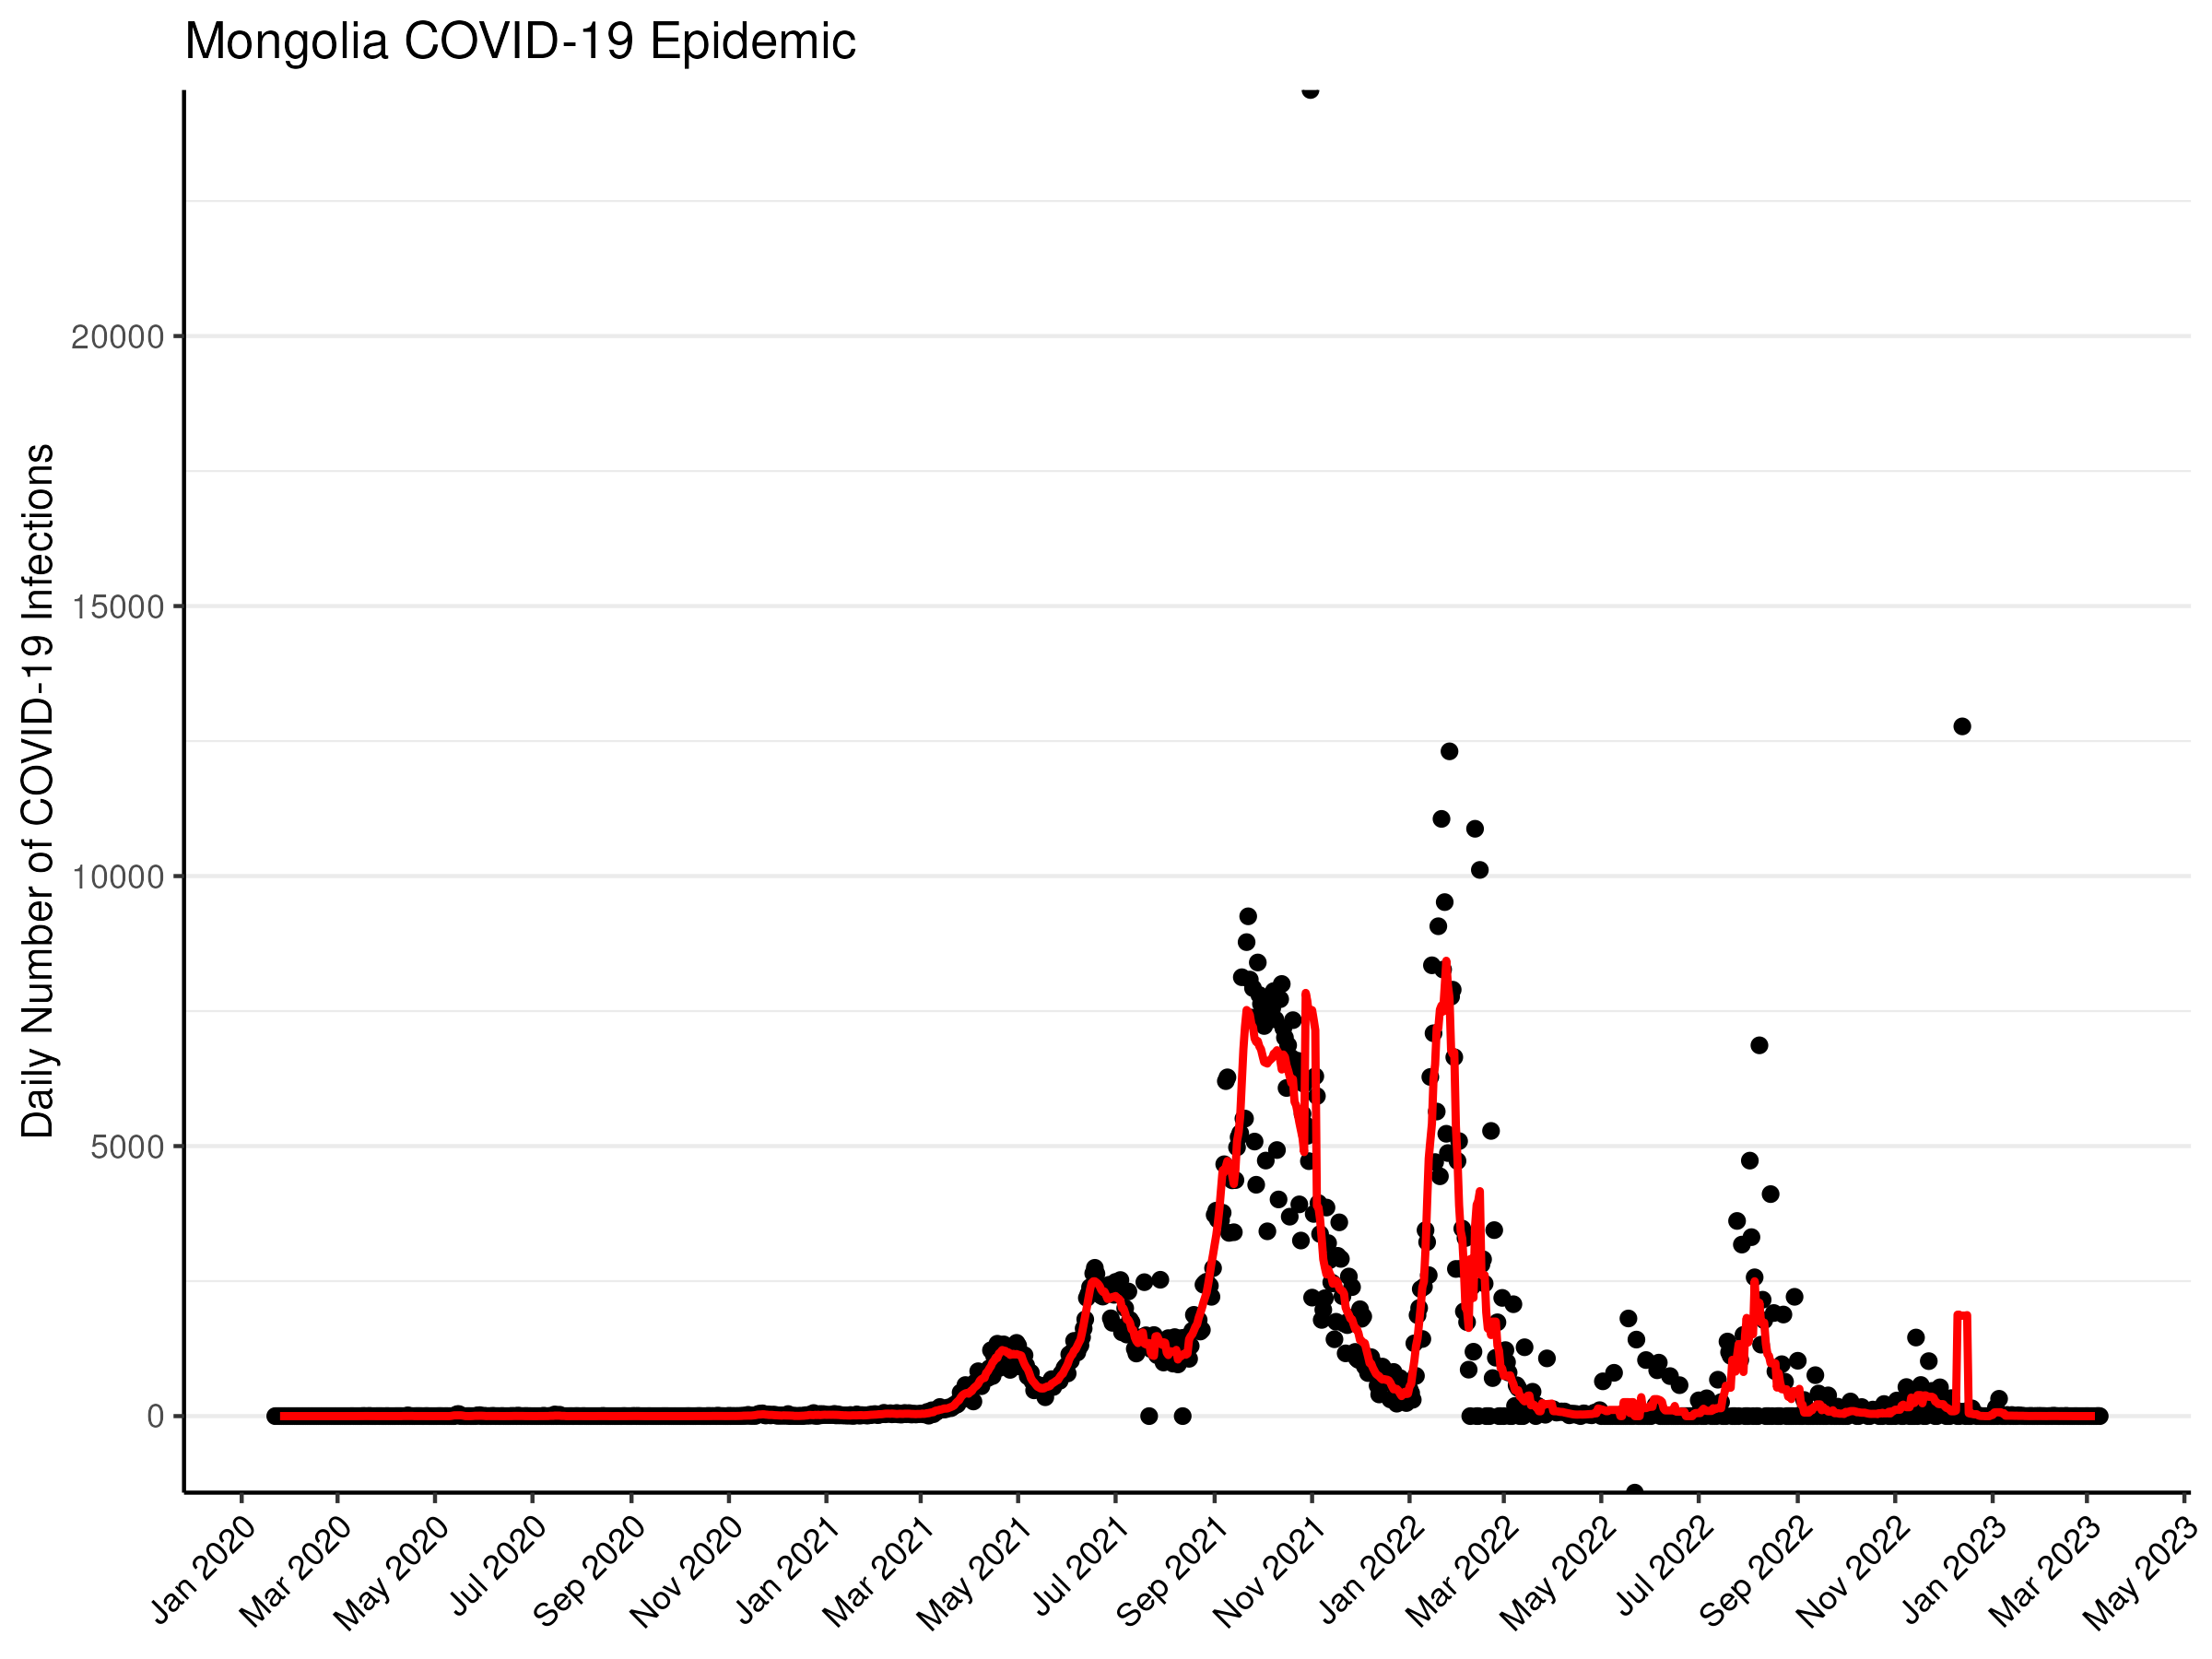 Mongolia COVID-19 Epidemic
Daily Number of COVID-19 Infections
20000
15000
10000
5000
0
Jan 2020
Mar 2020
May 2020
Jul 2020
Sep 2020
Nov 2020
Jan 2021
Mar 2021
May 2021
Jul 2021
Sep 2021
Nov 2021
Jan 2022
Mar 2022
May 2022
Jul 2022
Sep 2022
Nov 2022
Jan 2023
Mar 2023
May 2023